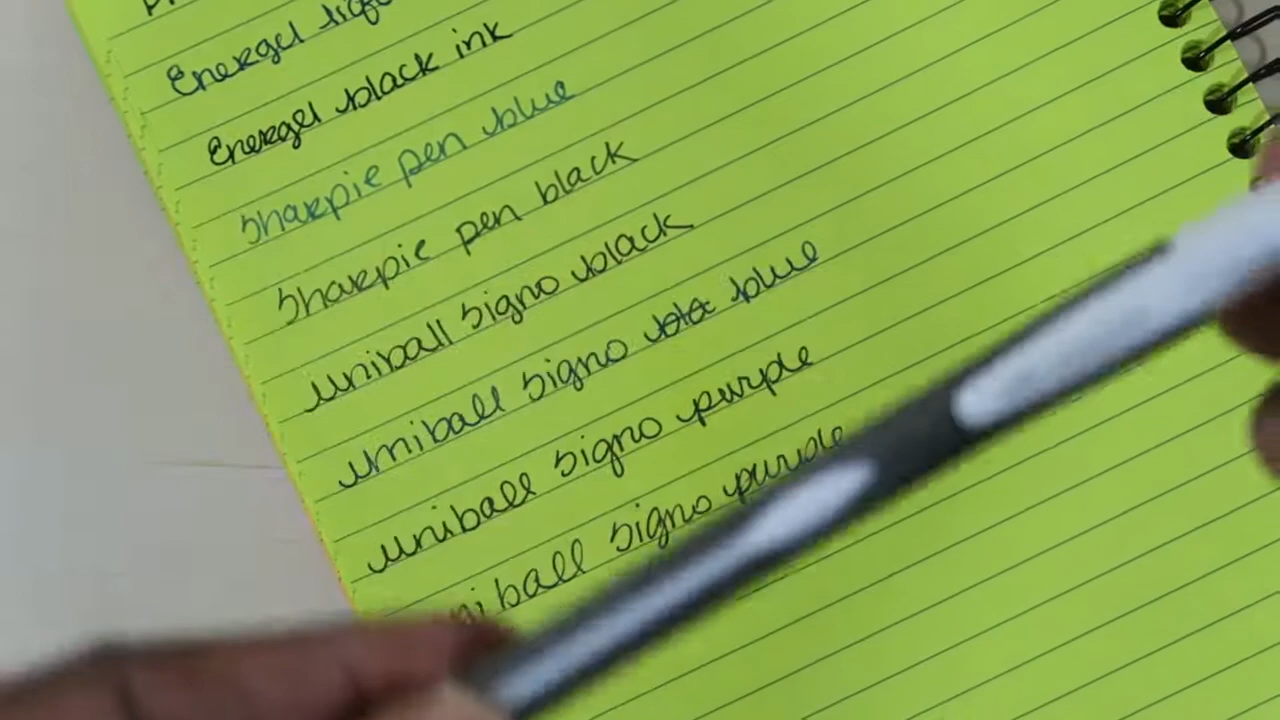 Energel
Energel black ink
Sharpie pen blue
Sharpie pen black
uniball signo black
uniball signo blue
uniball signo purple
uniball signo purple